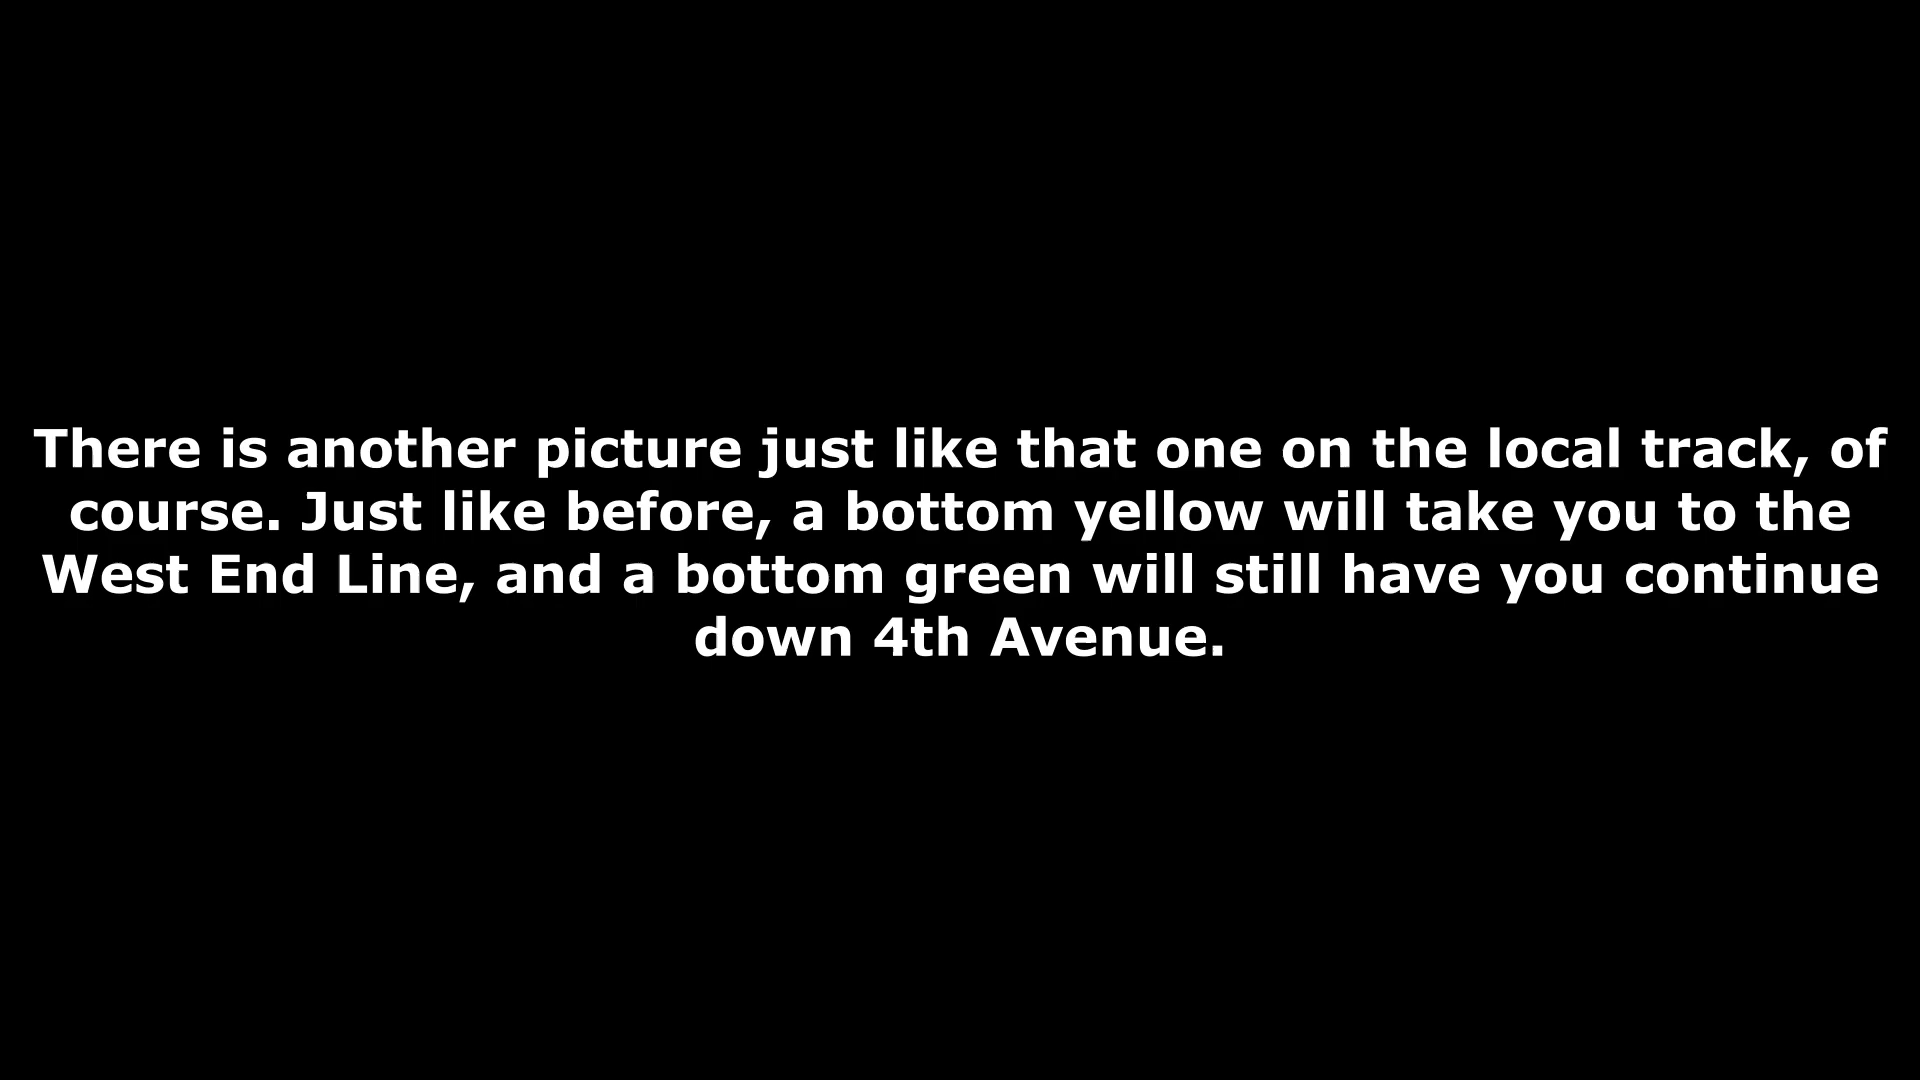 There is another picture just like that one on the local track, of
course. Just like before, a bottom yellow will take you to the
West End Line, and a bottom green will still have you continue
down 4th Avenue.